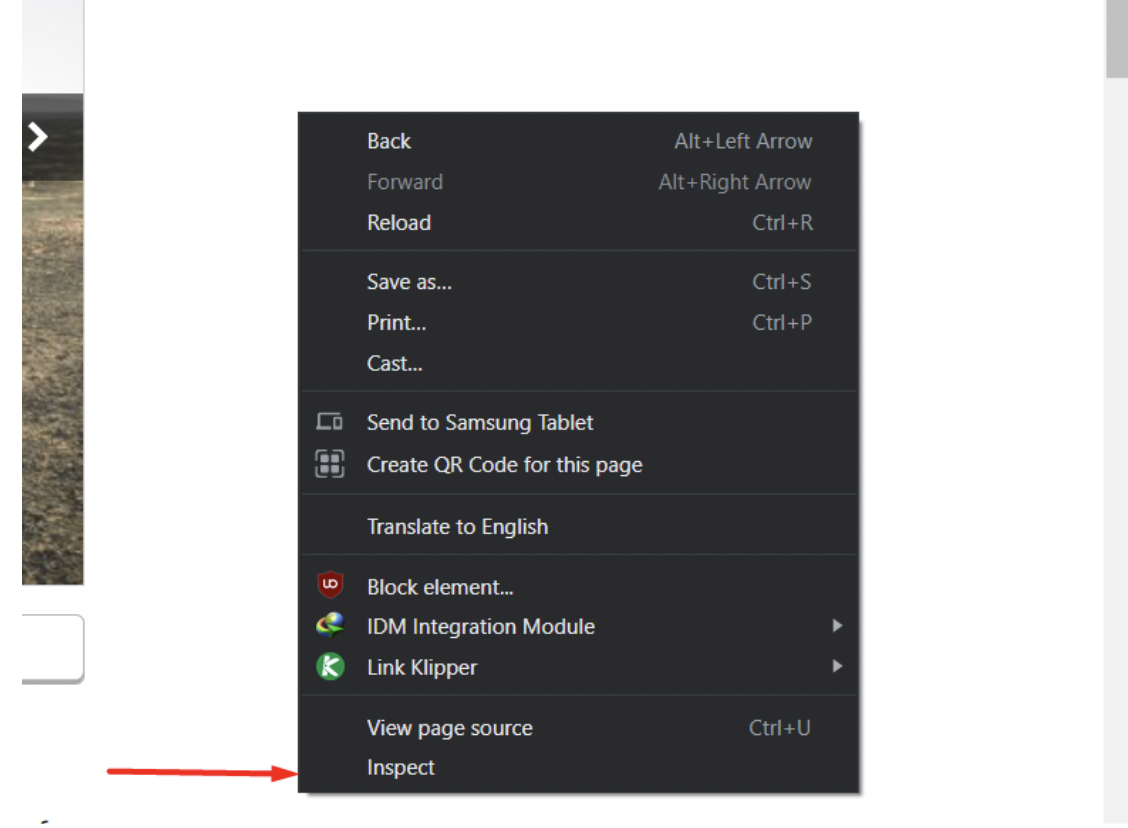 Back Alt+Left Arrow
Forward Alt+Right Arrow
Reload Ctrl+R
Save as... Ctrl+S
Print... Ctrl+P
Cast...
Send to Samsung Tablet
Create QR Code for this page
Translate to English
Block element...
IDM Integration Module
Link Klipper
View page source Ctrl+U
Inspect